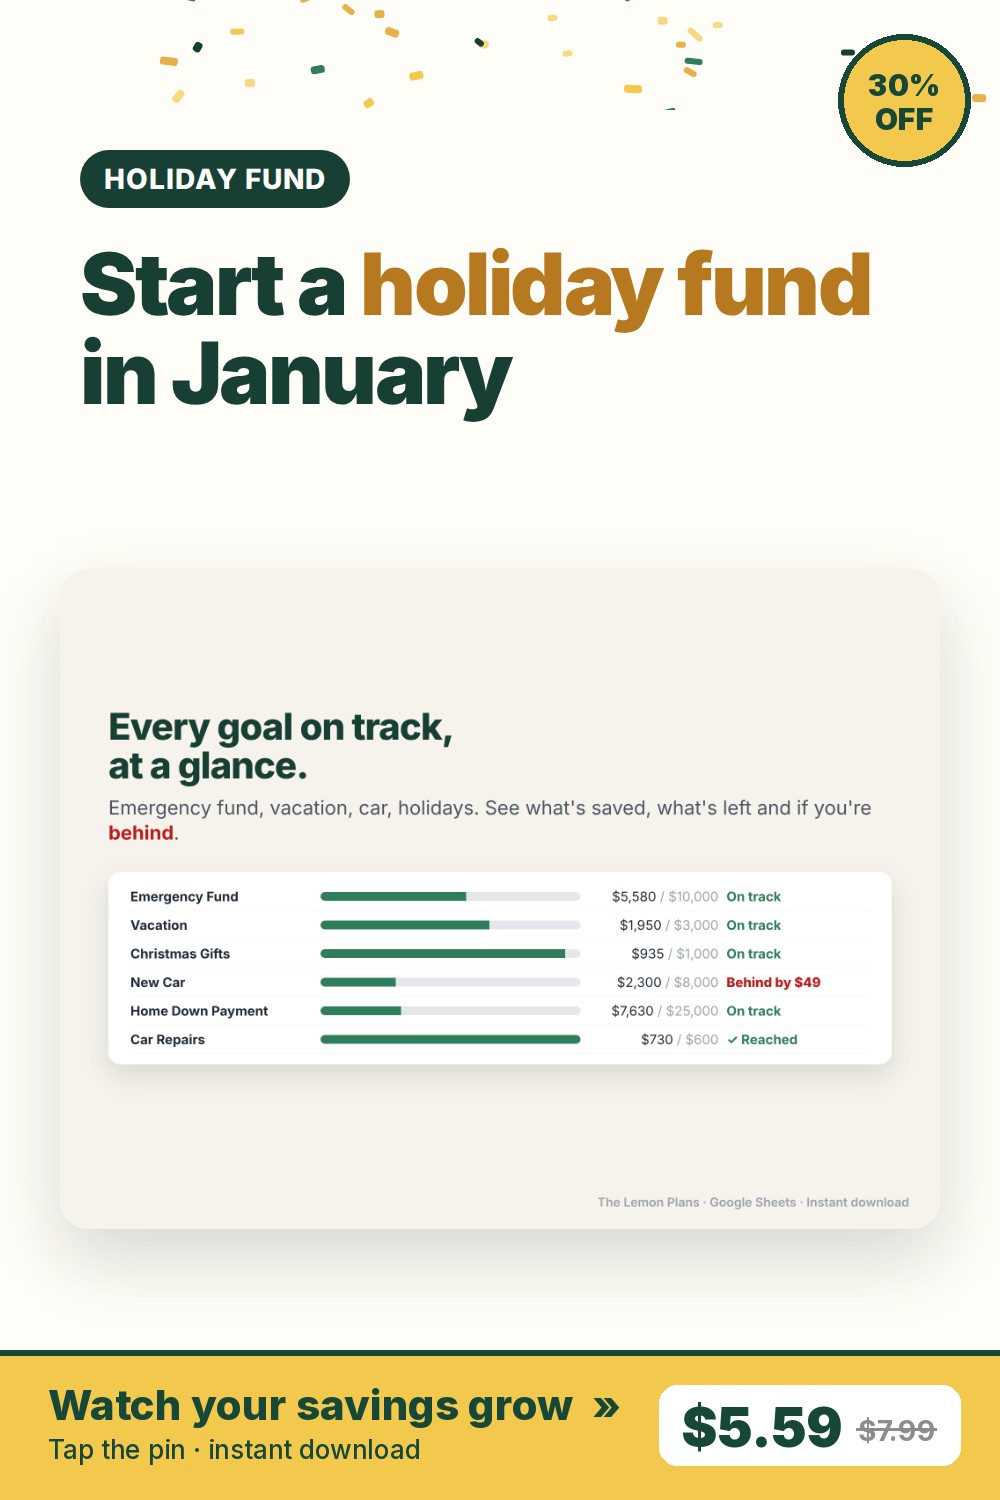 30%
OFF
HOLIDAY FUND
Start a holiday fund
in January
Every goal on track,
at a glance.
Emergency fund, vacation, car, holidays. See what's saved, what's left and if you're
behind.
Emergency Fund $5,580 / $10,000 On track
Vacation $1,950 / $3,000 On track
Christmas Gifts $935 / $1,000 On track
New Car $2,300 / $8,000 Behind by $49
Home Down Payment $7,630 / $25,000 On track
Car Repairs $730 / $600 ✓ Reached
The Lemon Plans · Google Sheets · Instant download
Watch your savings grow »
Tap the pin · instant download
$5.59 $7.99